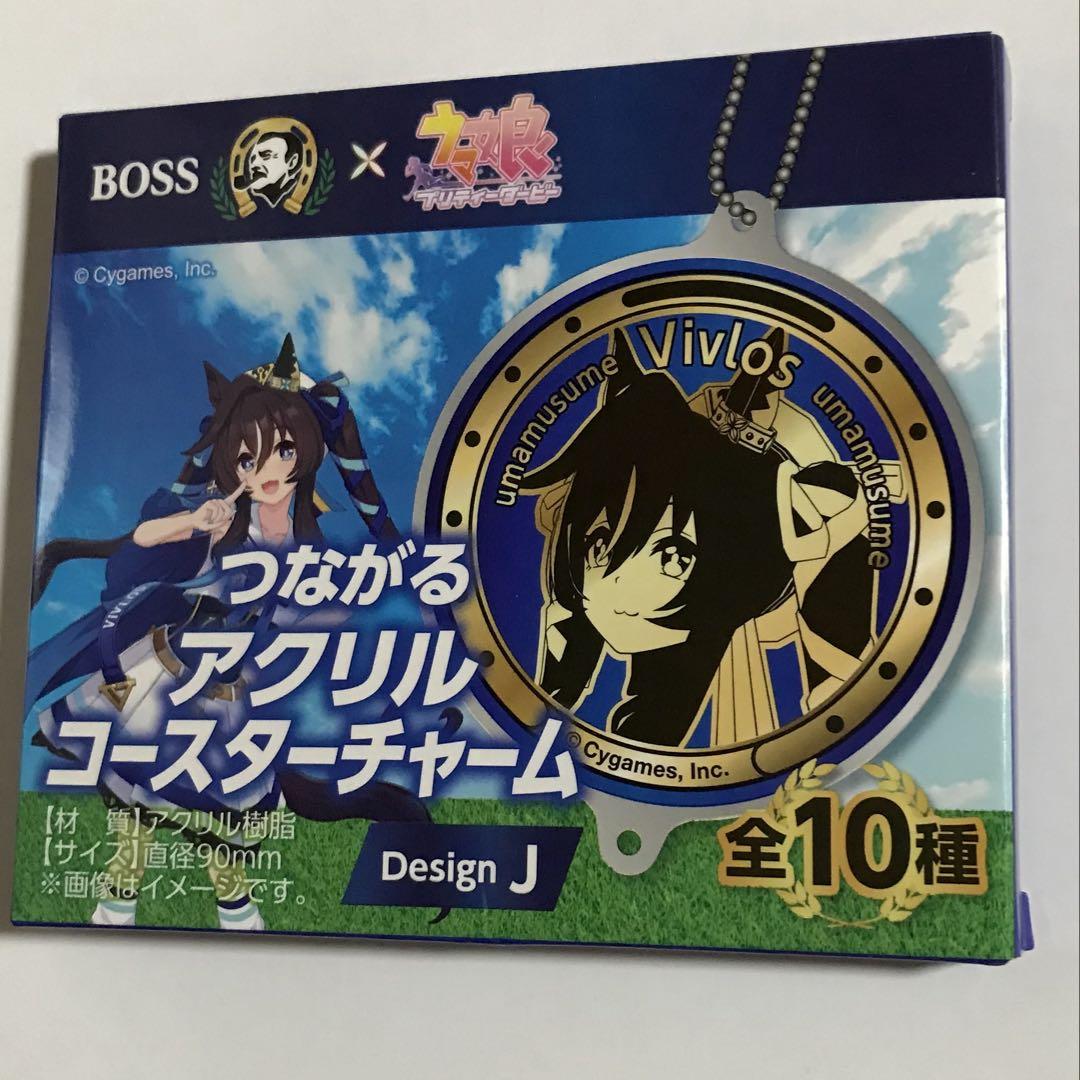 BOSS × ウマ娘
プリティーダービー
© Cygames, Inc.
Vivlos
umamusume
umamusume
VIVLOS
つながる
アクリル
コースターチャーム
© Cygames, Inc.
【材　質】アクリル樹脂
【サイズ】直径90mm
※画像はイメージです。
Design J
全10種